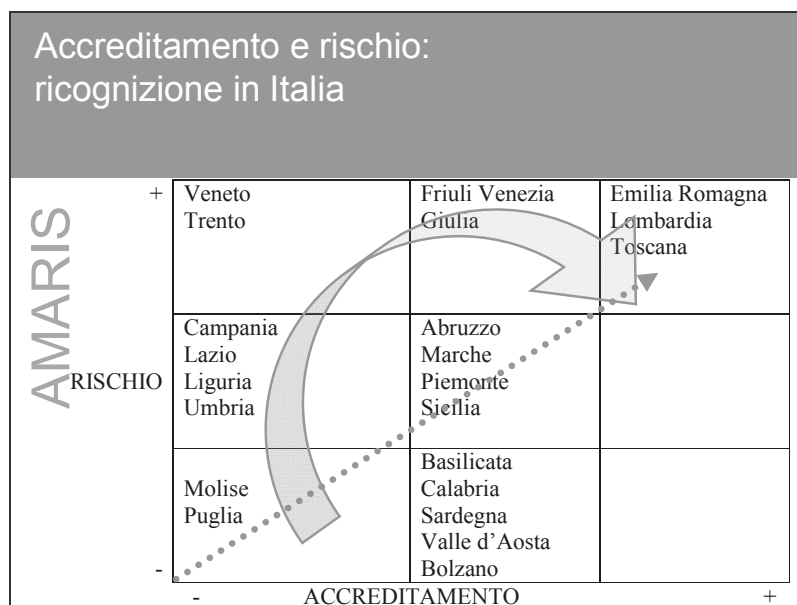 Accreditamento e rischio:
ricognizione in Italia
AMARIS
+
Veneto
Trento
Friuli Venezia
Giulia
Emilia Romagna
Lombardia
Toscana
RISCHIO
Campania
Lazio
Liguria
Umbria
Abruzzo
Marche
Piemonte
Sicilia
Molise
Puglia
Basilicata
Calabria
Sardegna
Valle d'Aosta
Bolzano
-
- ACCREDITAMENTO +